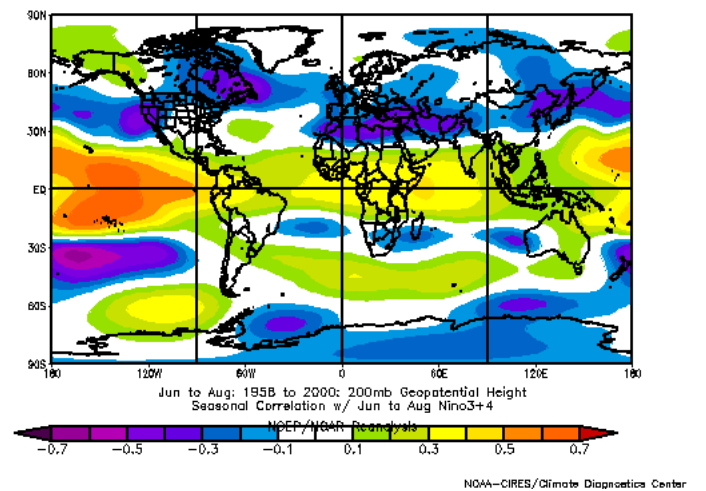 90N
60N
30N
EQ
30S
60S
90S
180 120W 60W 0 60E 120E 180
Jun to Aug: 1958 to 2000: 200mb Geopotential Height
Seasonal Correlation w/ Jun to Aug Nino3+4
NCEP/NCAR Reanalysis
-0.7 -0.5 -0.3 -0.1 0.1 0.3 0.5 0.7
NOAA-CIRES/Climate Diagnostics Center